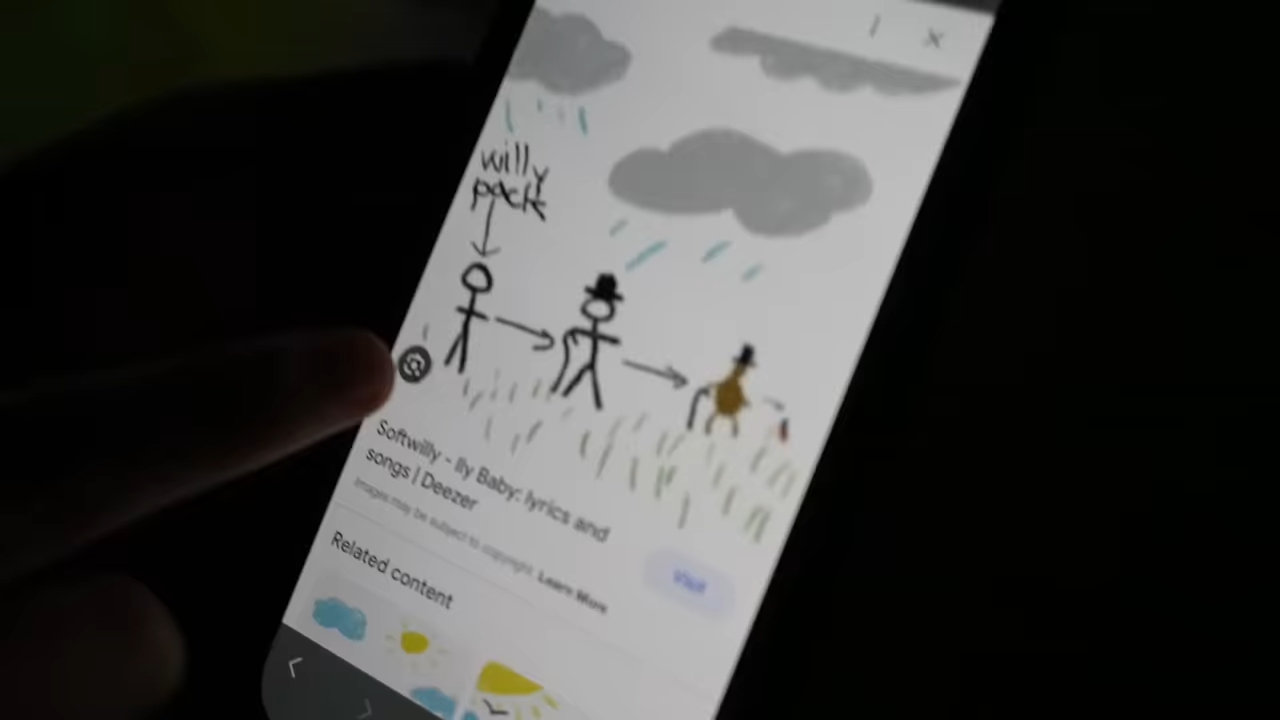 willy
pack
Softwilly - lly Baby: lyrics and
songs | Deezer
Images may be subject to copyright. Learn More
Visit
Related content